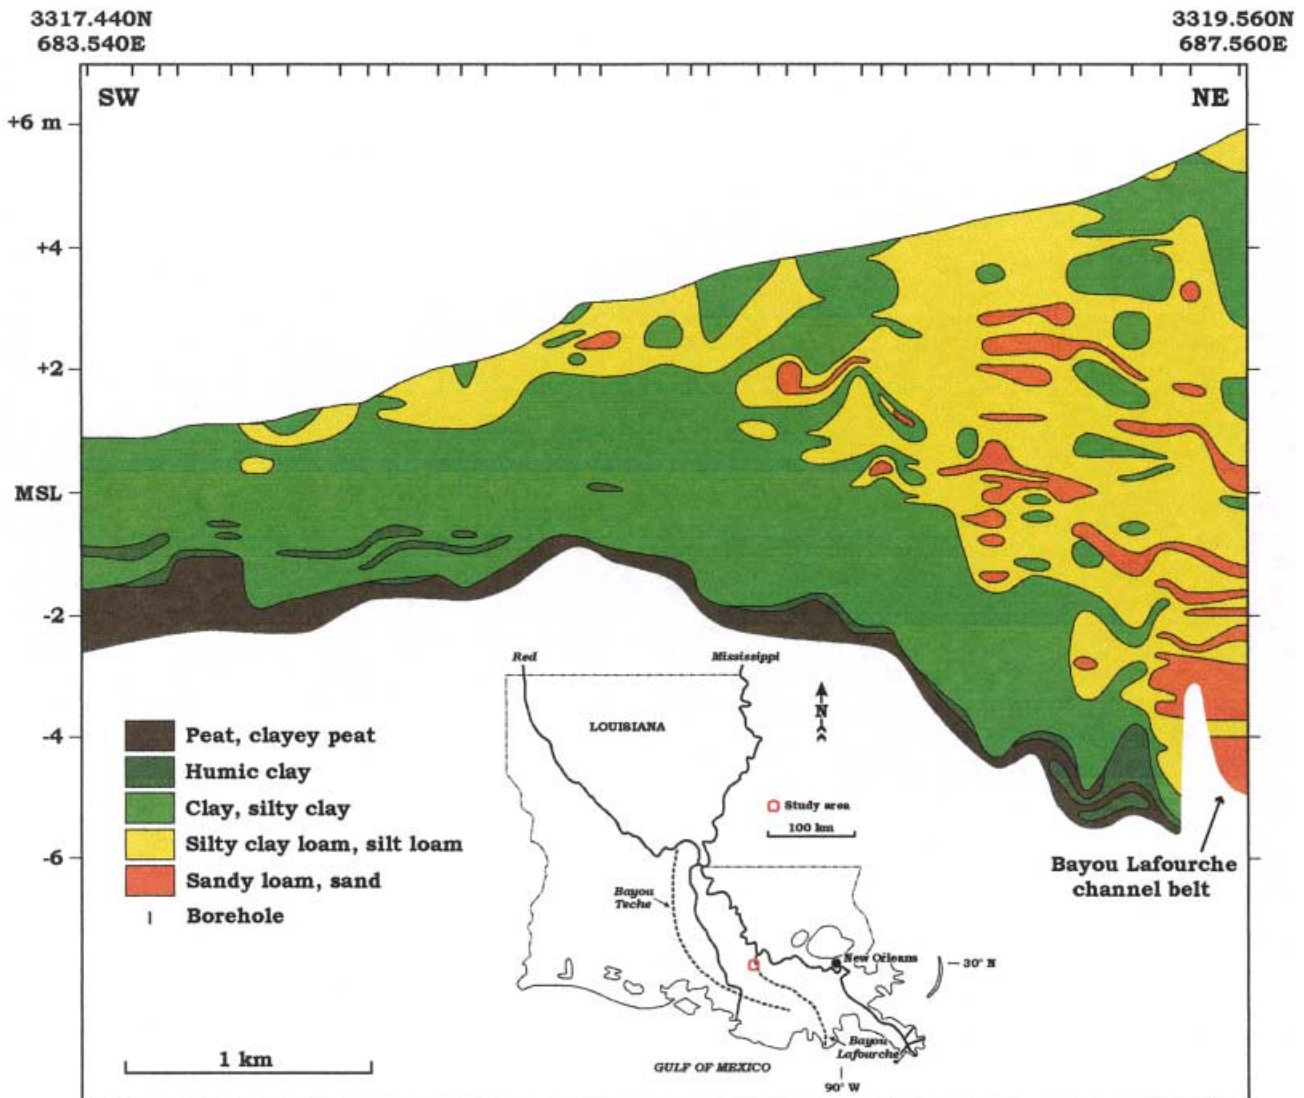 3317.440N
683.540E
3319.560N
687.560E
SW
NE
+6 m
+4
+2
MSL
-2
-4
-6
Peat, clayey peat
Humic clay
Clay, silty clay
Silty clay loam, silt loam
Sandy loam, sand
Borehole
1 km
Red
Mississippi
LOUISIANA
N
Study area
100 km
Bayou
Teche
New Orleans
30° N
Bayou
Lafourche
GULF OF MEXICO
90° W
Bayou Lafourche
channel belt